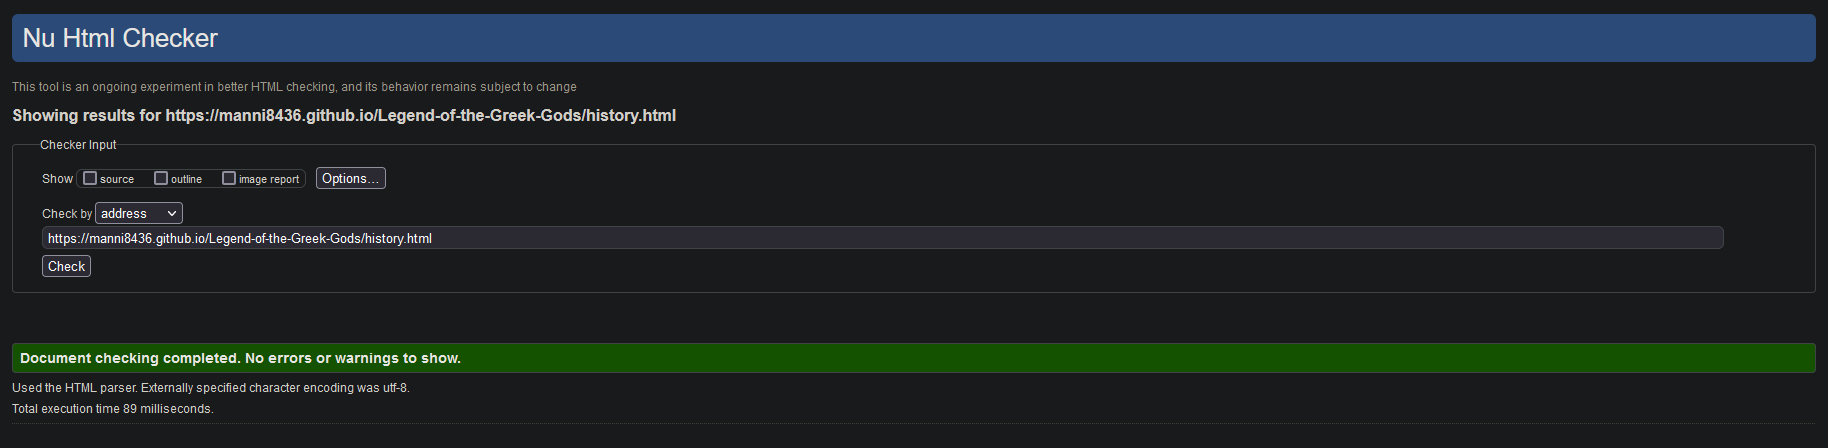 Nu Html Checker
This tool is an ongoing experiment in better HTML checking, and its behavior remains subject to change
Showing results for https://manni8436.github.io/Legend-of-the-Greek-Gods/history.html
Checker Input
Show source outline image report Options...
Check by address
https://manni8436.github.io/Legend-of-the-Greek-Gods/history.html
Check
Document checking completed. No errors or warnings to show.
Used the HTML parser. Externally specified character encoding was utf-8.
Total execution time 89 milliseconds.